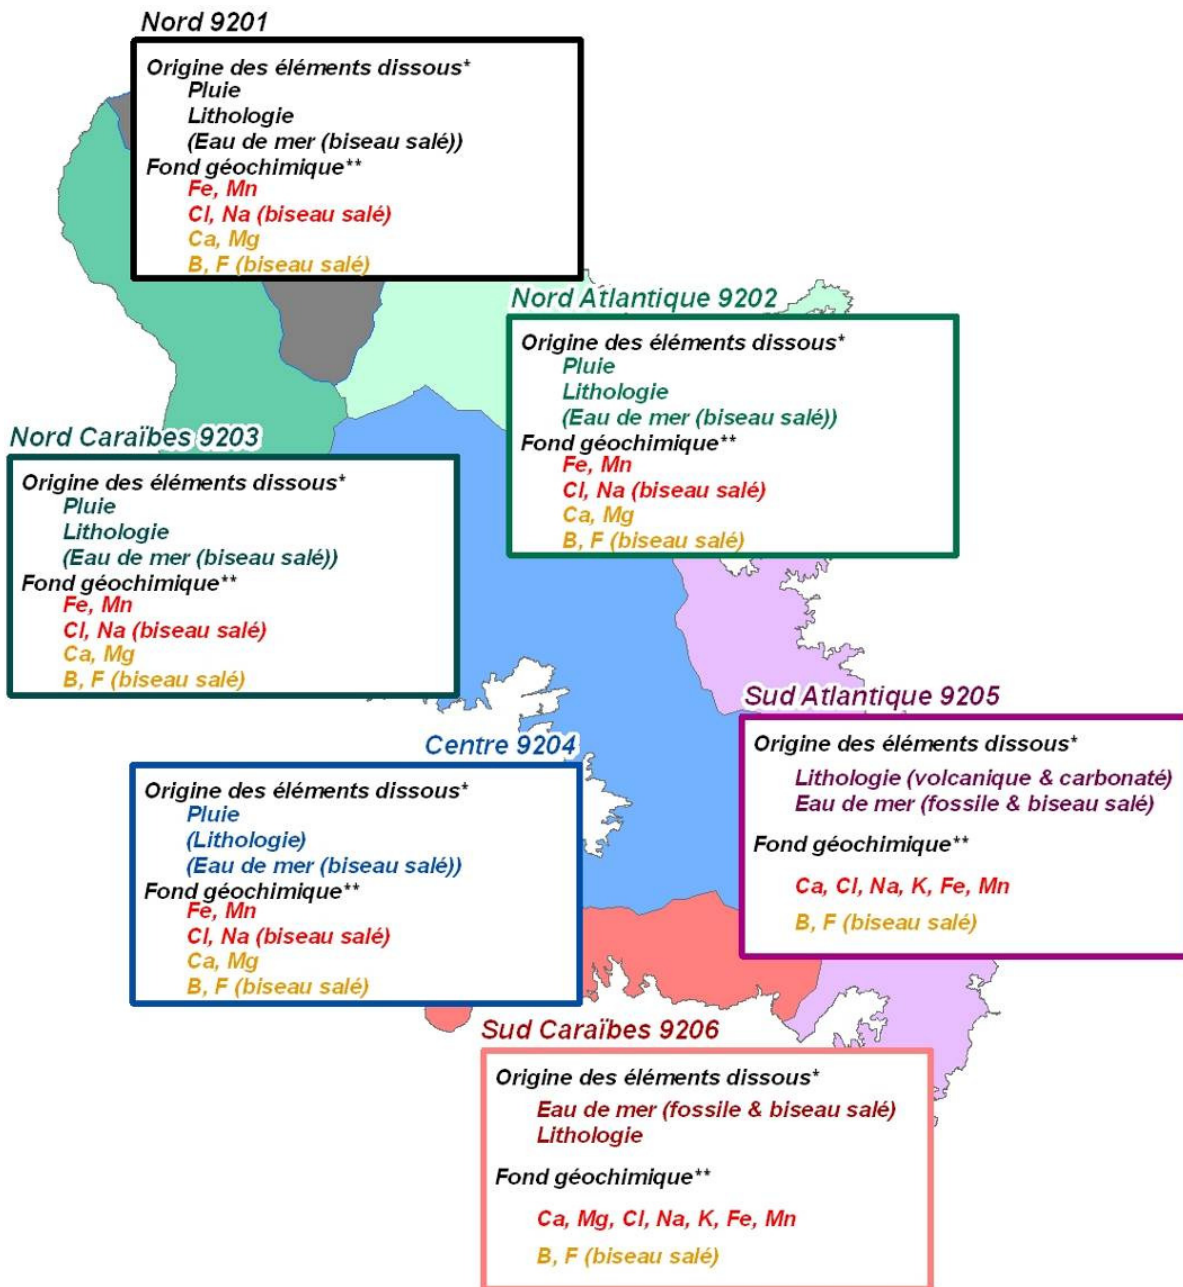 Nord 9201
Origine des éléments dissous*
Pluie
Lithologie
(Eau de mer (biseau salé))
Fond géochimique**
Fe, Mn
Cl, Na (biseau salé)
Ca, Mg
B, F (biseau salé)
Nord Atlantique 9202
Origine des éléments dissous*
Pluie
Lithologie
(Eau de mer (biseau salé))
Fond géochimique**
Fe, Mn
Cl, Na (biseau salé)
Ca, Mg
B, F (biseau salé)
Nord Caraïbes 9203
Origine des éléments dissous*
Pluie
Lithologie
(Eau de mer (biseau salé))
Fond géochimique**
Fe, Mn
Cl, Na (biseau salé)
Ca, Mg
B, F (biseau salé)
Centre 9204
Origine des éléments dissous*
Pluie
(Lithologie)
(Eau de mer (biseau salé))
Fond géochimique**
Fe, Mn
Cl, Na (biseau salé)
Ca, Mg
B, F (biseau salé)
Sud Atlantique 9205
Origine des éléments dissous*
Lithologie (volcanique & carbonaté)
Eau de mer (fossile & biseau salé)
Fond géochimique**
Ca, Cl, Na, K, Fe, Mn
B, F (biseau salé)
Sud Caraïbes 9206
Origine des éléments dissous*
Eau de mer (fossile & biseau salé)
Lithologie
Fond géochimique**
Ca, Mg, Cl, Na, K, Fe, Mn
B, F (biseau salé)